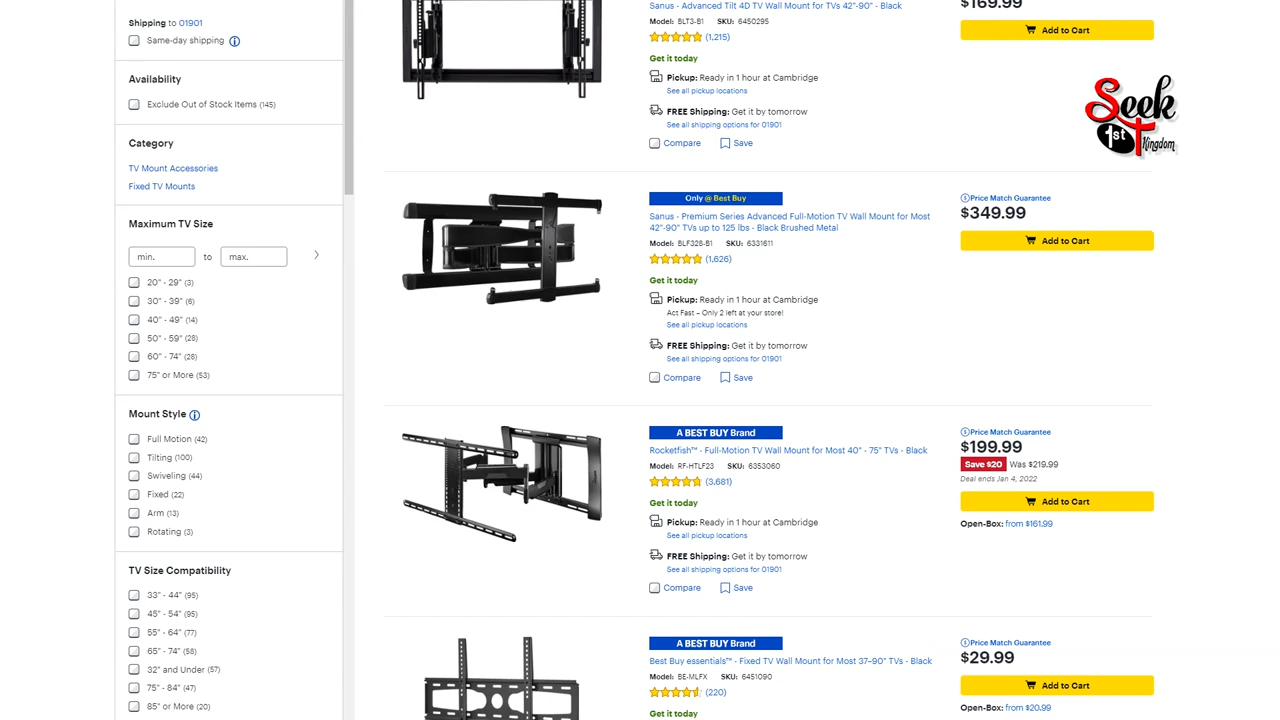 Shipping to 01901
Same-day shipping
Availability
Exclude Out of Stock Items (145)
Category
TV Mount Accessories
Fixed TV Mounts
Maximum TV Size
min. to max.
20" - 29" (3)
30" - 39" (6)
40" - 49" (14)
50" - 59" (28)
60" - 74" (28)
75" or More (53)
Mount Style
Full Motion (42)
Tilting (100)
Swiveling (44)
Fixed (22)
Arm (13)
Rotating (3)
TV Size Compatibility
33" - 44" (95)
45" - 54" (95)
55" - 64" (77)
65" - 74" (58)
32" and Under (57)
75" - 84" (47)
85" or More (20)
Sanus - Advanced Tilt 4D TV Wall Mount for TVs 42"-90" - Black
Model: BLT3-B1 SKU: 6450295
(1,215)
Get it today
Pickup: Ready in 1 hour at Cambridge
See all pickup locations
FREE Shipping: Get it by tomorrow
See all shipping options for 01901
Compare Save
$169.99
Add to Cart
Seek
1st Kingdom
Only @ Best Buy
Sanus - Premium Series Advanced Full-Motion TV Wall Mount for Most
42"-90" TVs up to 125 lbs - Black Brushed Metal
Model: BLF328-B1 SKU: 6331611
(1,626)
Get it today
Pickup: Ready in 1 hour at Cambridge
Act Fast – Only 2 left at your store!
See all pickup locations
FREE Shipping: Get it by tomorrow
See all shipping options for 01901
Compare Save
Price Match Guarantee
$349.99
Add to Cart
A BEST BUY Brand
Rocketfish™ - Full-Motion TV Wall Mount for Most 40" - 75" TVs - Black
Model: RF-HTLF23 SKU: 6353060
(3,681)
Get it today
Pickup: Ready in 1 hour at Cambridge
See all pickup locations
FREE Shipping: Get it by tomorrow
See all shipping options for 01901
Compare Save
Price Match Guarantee
$199.99
Save $20 Was $219.99
Deal ends Jan 4, 2022
Add to Cart
Open-Box: from $161.99
A BEST BUY Brand
Best Buy essentials™ - Fixed TV Wall Mount for Most 37–90" TVs - Black
Model: BE-MLFX SKU: 6451090
(220)
Get it today
Price Match Guarantee
$29.99
Add to Cart
Open-Box: from $20.99